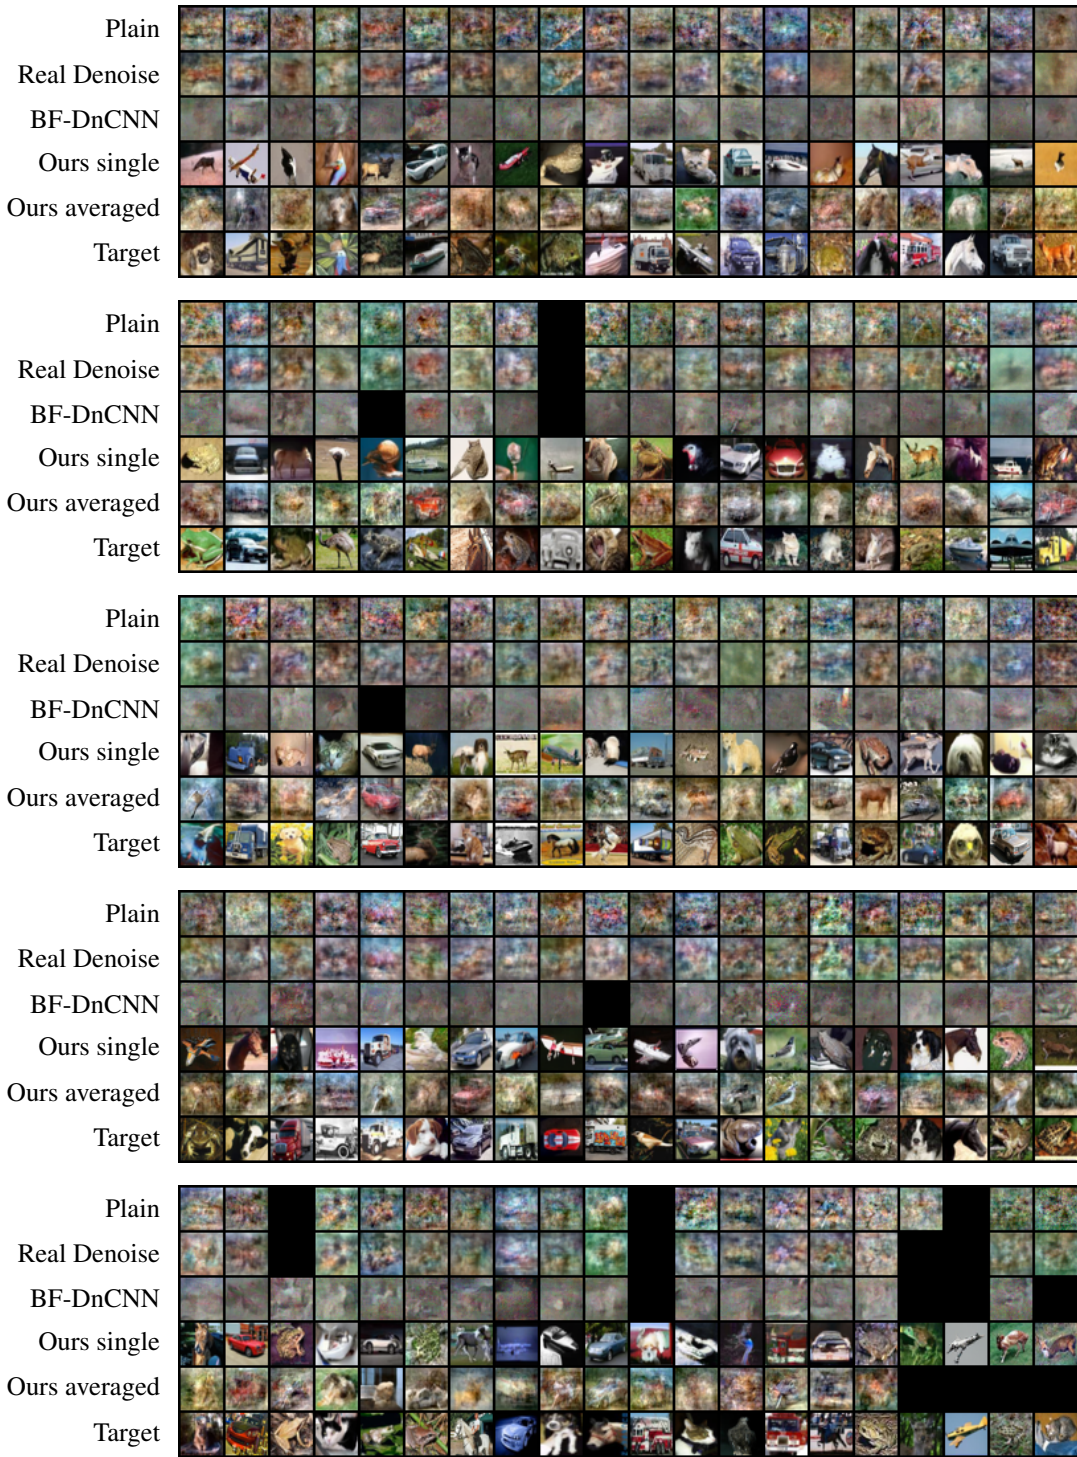 Plain
Real Denoise
BF-DnCNN
Ours single
Ours averaged
Target
Plain
Real Denoise
BF-DnCNN
Ours single
Ours averaged
Target
Plain
Real Denoise
BF-DnCNN
Ours single
Ours averaged
Target
Plain
Real Denoise
BF-DnCNN
Ours single
Ours averaged
Target
Plain
Real Denoise
BF-DnCNN
Ours single
Ours averaged
Target